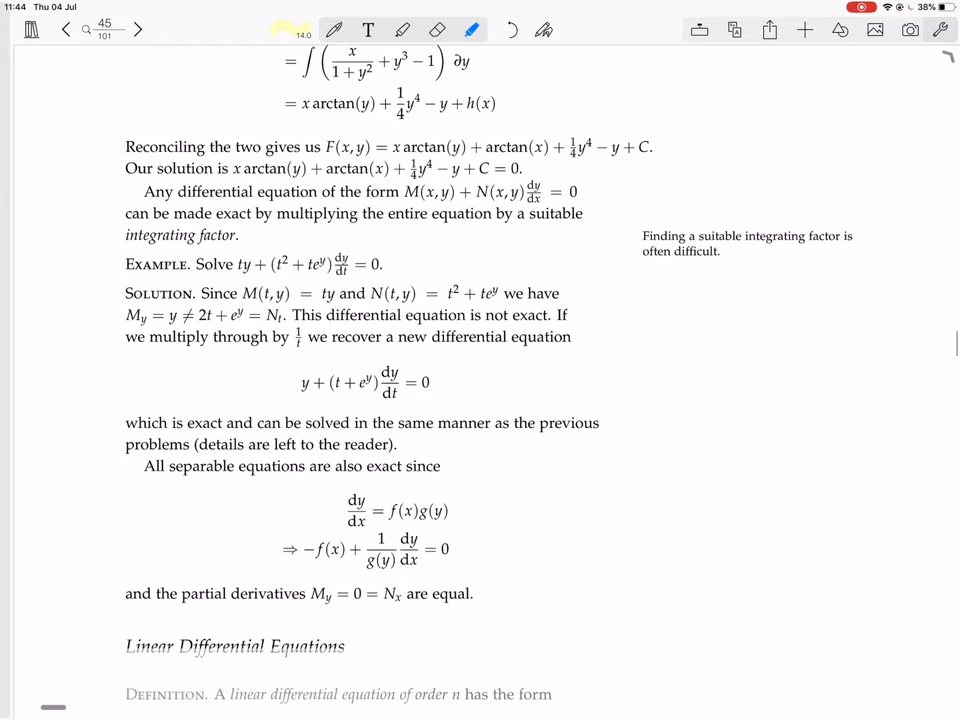 11:44 Thu 04 Jul
38%
45
101
14.0
T
= ∫ ( x / (1 + y²) + y³ − 1 ) ∂y
= x arctan(y) + 1/4 y⁴ − y + h(x)
Reconciling the two gives us F(x, y) = x arctan(y) + arctan(x) + 1/4 y⁴ − y + C.
Our solution is x arctan(y) + arctan(x) + 1/4 y⁴ − y + C = 0.
Any differential equation of the form M(x, y) + N(x, y) dy/dx = 0
can be made exact by multiplying the entire equation by a suitable
integrating factor.
Finding a suitable integrating factor is
often difficult.
EXAMPLE. Solve ty + (t² + teʸ) dy/dt = 0.
SOLUTION. Since M(t, y) = ty and N(t, y) = t² + teʸ we have
M_y = y ≠ 2t + eʸ = N_t. This differential equation is not exact. If
we multiply through by 1/t we recover a new differential equation
y + (t + eʸ) dy/dt = 0
which is exact and can be solved in the same manner as the previous
problems (details are left to the reader).
All separable equations are also exact since
dy/dx = f(x)g(y)
⇒ −f(x) + 1/g(y) dy/dx = 0
and the partial derivatives M_y = 0 = N_x are equal.
Linear Differential Equations
DEFINITION. A linear differential equation of order n has the form